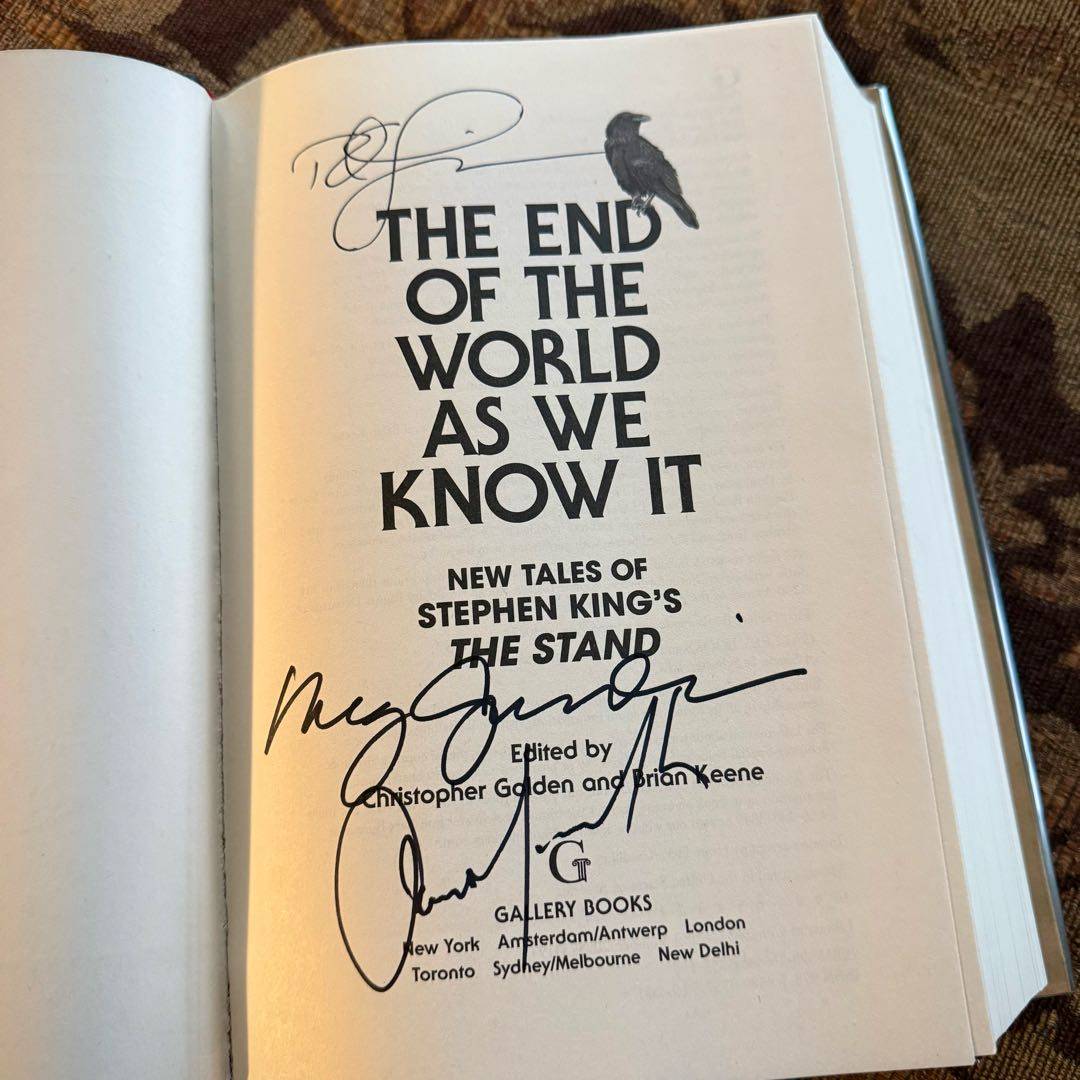 THE END
OF THE
WORLD
AS WE
KNOW IT
NEW TALES OF
STEPHEN KING'S
THE STAND
Meg
Edited by
Christopher Golden and Brian Keene
G
GALLERY BOOKS
New York Amsterdam/Antwerp London
Toronto Sydney/Melbourne New Delhi